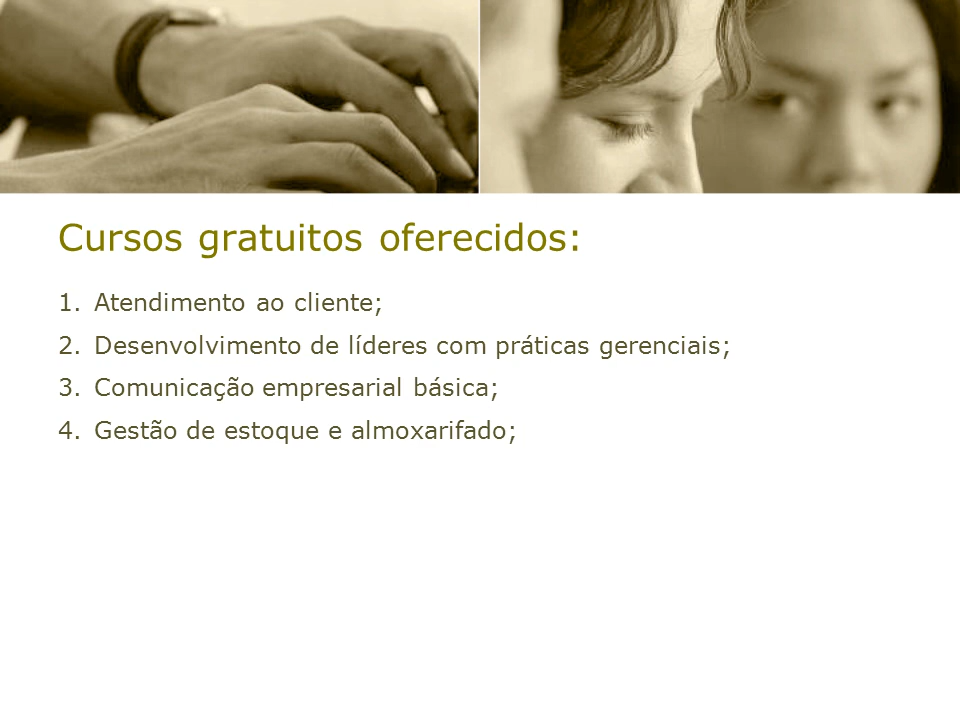 Cursos gratuitos oferecidos:
1. Atendimento ao cliente;
2. Desenvolvimento de líderes com práticas gerenciais;
3. Comunicação empresarial básica;
4. Gestão de estoque e almoxarifado;